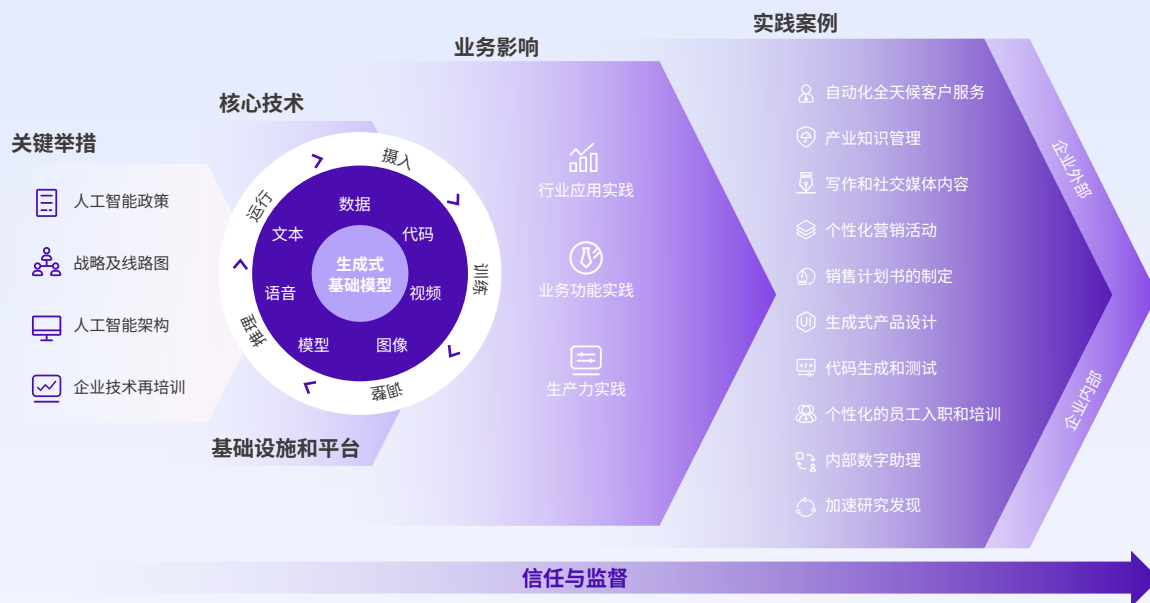 关键举措
人工智能政策
战略及线路图
人工智能架构
企业技术再培训
核心技术
摄入
训练
调整
推理
运行
数据
代码
视频
图像
模型
语音
文本
生成式
基础模型
基础设施和平台
业务影响
行业应用实践
业务功能实践
生产力实践
实践案例
自动化全天候客户服务
产业知识管理
写作和社交媒体内容
个性化营销活动
销售计划书的制定
UI
生成式产品设计
代码生成和测试
个性化的员工入职和培训
内部数字助理
加速研究发现
企业外部
企业内部
信任与监督